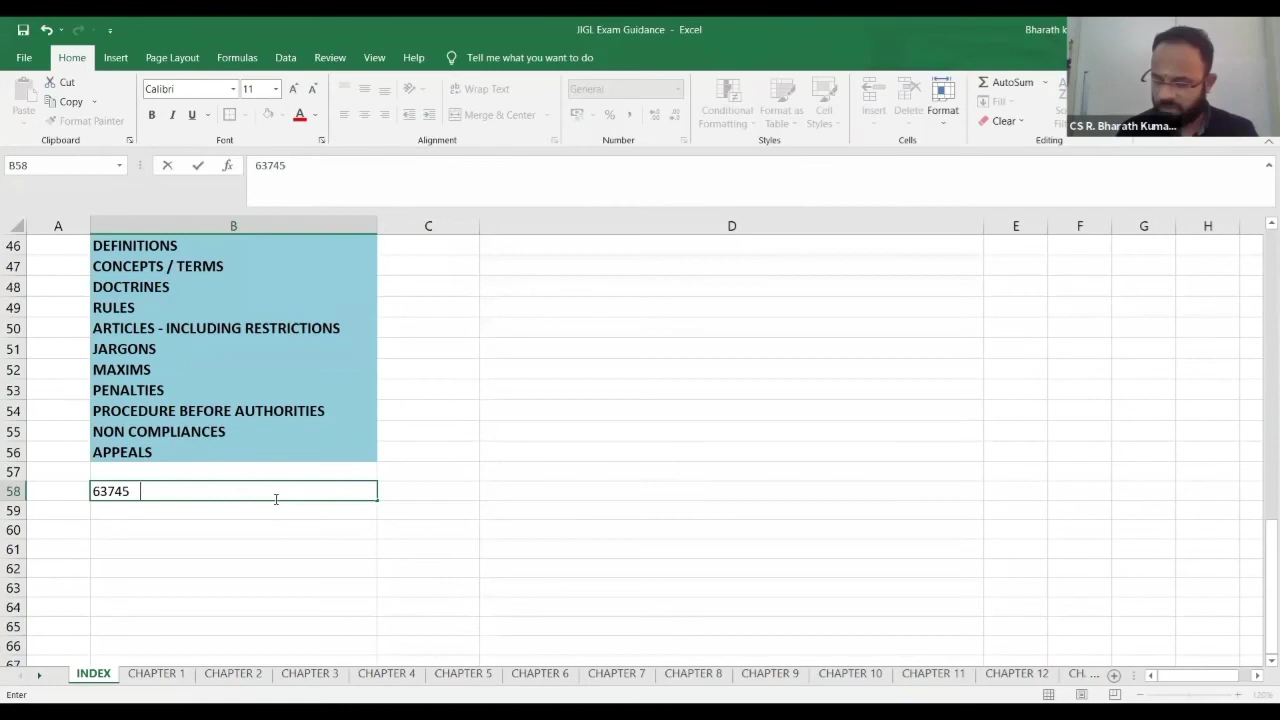 JIGL Exam Guidance - Excel
Bharath k
File Home Insert Page Layout Formulas Data Review View Help Tell me what you want to do
Paste
Cut
Copy
Format Painter
Clipboard
Calibri 11
B I U
Font
Wrap Text
Merge & Center
Alignment
General
Number
Conditional Formatting
Format as Table
Cell Styles
Styles
Insert Delete Format
Cells
AutoSum
Fill
Clear
Editing
CS R. Bharath Kuma...
B58 fx 63745
A B C D E F G H
46 DEFINITIONS
47 CONCEPTS / TERMS
48 DOCTRINES
49 RULES
50 ARTICLES - INCLUDING RESTRICTIONS
51 JARGONS
52 MAXIMS
53 PENALTIES
54 PROCEDURE BEFORE AUTHORITIES
55 NON COMPLIANCES
56 APPEALS
57
58 63745
59
60
61
62
63
64
65
66
67
INDEX CHAPTER 1 CHAPTER 2 CHAPTER 3 CHAPTER 4 CHAPTER 5 CHAPTER 6 CHAPTER 7 CHAPTER 8 CHAPTER 9 CHAPTER 10 CHAPTER 11 CHAPTER 12 CH. ...
Enter